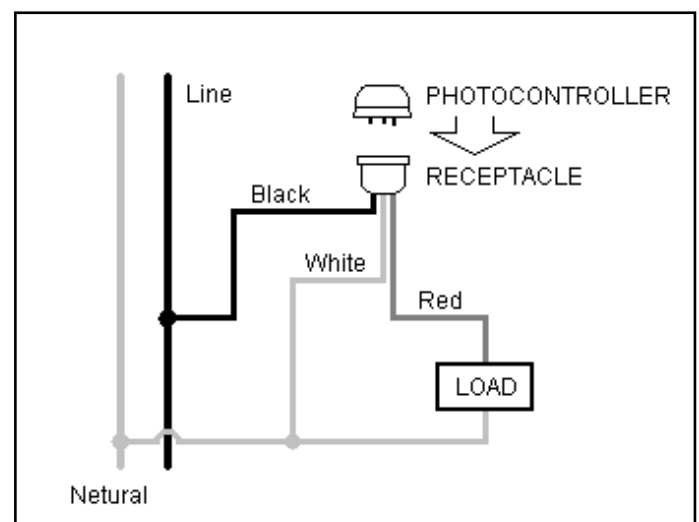 Line
PHOTOCONTROLLER
RECEPTACLE
Black
White
Red
LOAD
Netural